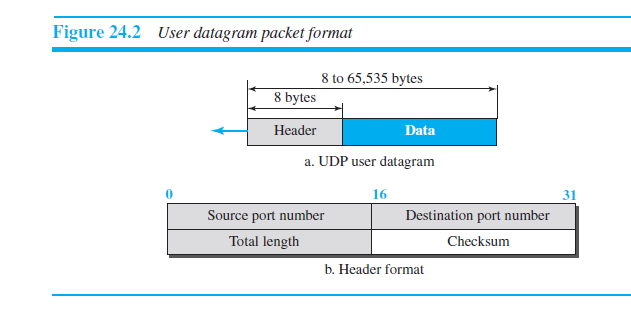 Figure 24.2 User datagram packet format
8 to 65,535 bytes
8 bytes
Header Data
a. UDP user datagram
0 16 31
Source port number Destination port number
Total length Checksum
b. Header format